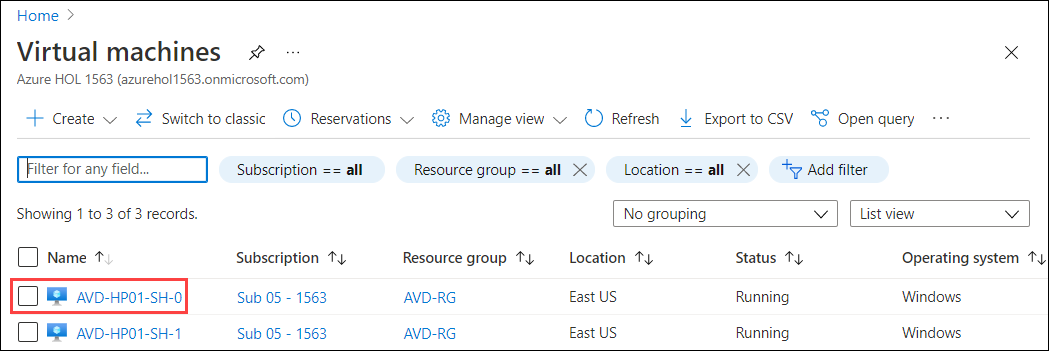 Home
Virtual machines
Azure HOL 1563 (azurehol1563.onmicrosoft.com)
Create Switch to classic Reservations Manage view Refresh Export to CSV Open query
Filter for any field... Subscription == all Resource group == all Location == all Add filter
Showing 1 to 3 of 3 records. No grouping List view
Name Subscription Resource group Location Status Operating system
AVD-HP01-SH-0 Sub 05 - 1563 AVD-RG East US Running Windows
AVD-HP01-SH-1 Sub 05 - 1563 AVD-RG East US Running Windows